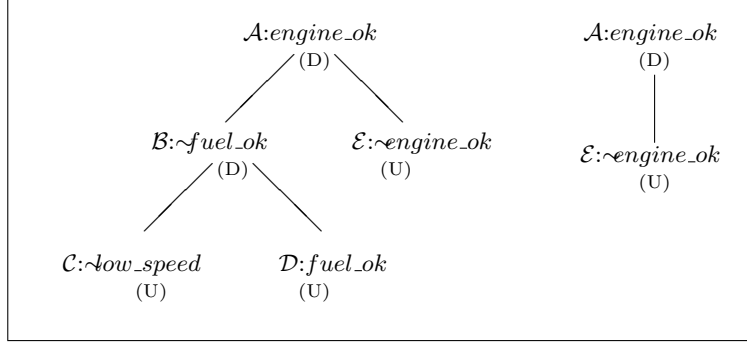 𝒜:engine_ok 𝒜:engine_ok
(D) (D)
ℬ:~fuel_ok ℰ:~engine_ok ℰ:~engine_ok
(D) (U) (U)
𝒞:~low_speed 𝒟:fuel_ok
(U) (U)